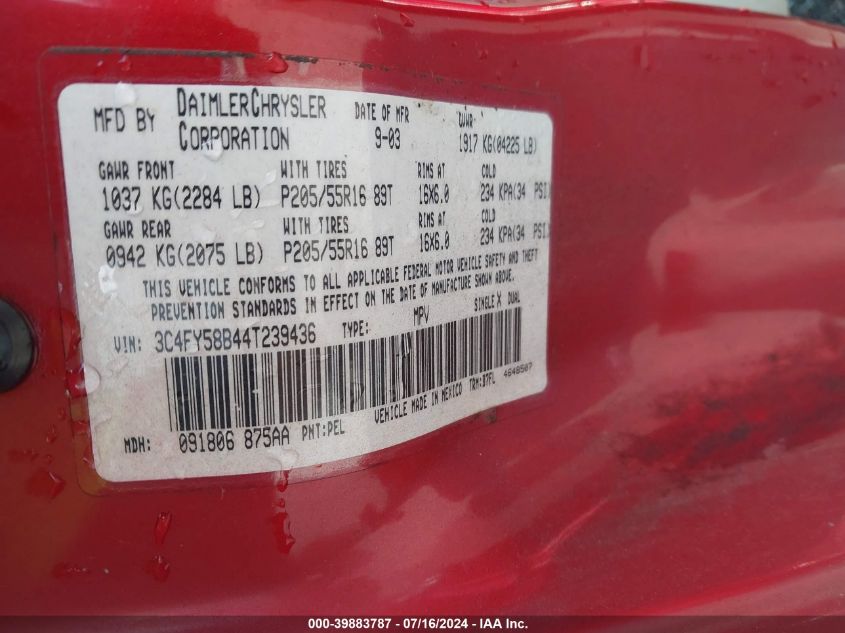 MFD BY DAIMLERCHRYSLER CORPORATION DATE OF MFR 9-03 GVWR 1917 KG(04225 LB)
GAWR FRONT WITH TIRES RIMS AT COLD
1037 KG(2284 LB) P205/55R16 89T 16X6.0 234 KPA(34 PSI)
GAWR REAR WITH TIRES RIMS AT COLD
0942 KG(2075 LB) P205/55R16 89T 16X6.0 234 KPA(34 PSI)
THIS VEHICLE CONFORMS TO ALL APPLICABLE FEDERAL MOTOR VEHICLE SAFETY AND THEFT
PREVENTION STANDARDS IN EFFECT ON THE DATE OF MANUFACTURE SHOWN ABOVE.
VIN: 3C4FY58B44T239436 TYPE: MPV SINGLE X DUAL
MDH: 091806 875AA PNT:PEL VEHICLE MADE IN MEXICO TRM:B7FL 4648507
000-39883787 - 07/16/2024 - IAA Inc.